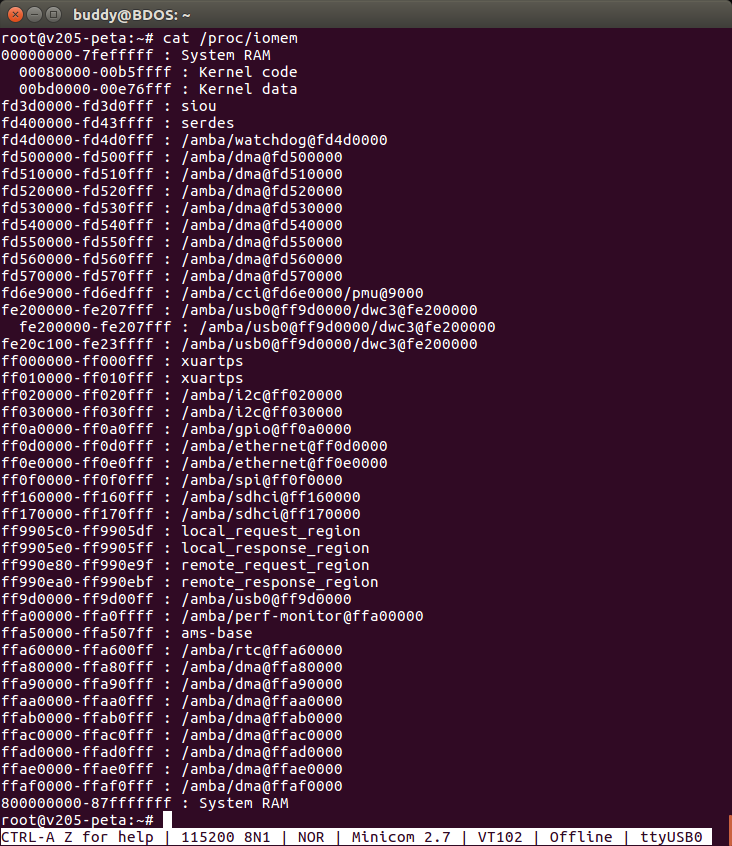 buddy@BDOS: ~
root@v205-peta:~# cat /proc/iomem
00000000-7fefffff : System RAM
  00080000-00b5ffff : Kernel code
  00bd0000-00e76fff : Kernel data
fd3d0000-fd3d0fff : siou
fd400000-fd43ffff : serdes
fd4d0000-fd4d0fff : /amba/watchdog@fd4d0000
fd500000-fd500fff : /amba/dma@fd500000
fd510000-fd510fff : /amba/dma@fd510000
fd520000-fd520fff : /amba/dma@fd520000
fd530000-fd530fff : /amba/dma@fd530000
fd540000-fd540fff : /amba/dma@fd540000
fd550000-fd550fff : /amba/dma@fd550000
fd560000-fd560fff : /amba/dma@fd560000
fd570000-fd570fff : /amba/dma@fd570000
fd6e9000-fd6edfff : /amba/cci@fd6e0000/pmu@9000
fe200000-fe207fff : /amba/usb0@ff9d0000/dwc3@fe200000
  fe200000-fe207fff : /amba/usb0@ff9d0000/dwc3@fe200000
fe20c100-fe23ffff : /amba/usb0@ff9d0000/dwc3@fe200000
ff000000-ff000fff : xuartps
ff010000-ff010fff : xuartps
ff020000-ff020fff : /amba/i2c@ff020000
ff030000-ff030fff : /amba/i2c@ff030000
ff0a0000-ff0a0fff : /amba/gpio@ff0a0000
ff0d0000-ff0d0fff : /amba/ethernet@ff0d0000
ff0e0000-ff0e0fff : /amba/ethernet@ff0e0000
ff0f0000-ff0f0fff : /amba/spi@ff0f0000
ff160000-ff160fff : /amba/sdhci@ff160000
ff170000-ff170fff : /amba/sdhci@ff170000
ff9905c0-ff9905df : local_request_region
ff9905e0-ff9905ff : local_response_region
ff990e80-ff990e9f : remote_request_region
ff990ea0-ff990ebf : remote_response_region
ff9d0000-ff9d00ff : /amba/usb0@ff9d0000
ffa00000-ffa0ffff : /amba/perf-monitor@ffa00000
ffa50000-ffa507ff : ams-base
ffa60000-ffa600ff : /amba/rtc@ffa60000
ffa80000-ffa80fff : /amba/dma@ffa80000
ffa90000-ffa90fff : /amba/dma@ffa90000
ffaa0000-ffaa0fff : /amba/dma@ffaa0000
ffab0000-ffab0fff : /amba/dma@ffab0000
ffac0000-ffac0fff : /amba/dma@ffac0000
ffad0000-ffad0fff : /amba/dma@ffad0000
ffae0000-ffae0fff : /amba/dma@ffae0000
ffaf0000-ffaf0fff : /amba/dma@ffaf0000
800000000-87fffffff : System RAM
root@v205-peta:~#
CTRL-A Z for help | 115200 8N1 | NOR | Minicom 2.7 | VT102 | Offline | ttyUSB0